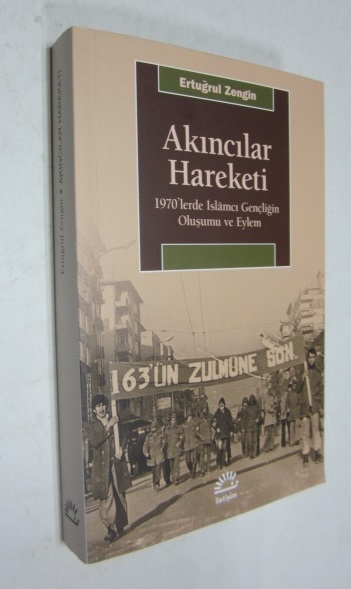 Ertuğrul Zengin
Akıncılar
Hareketi
1970'lerde İslâmcı Gençliğin
Oluşumu ve Eylem
163'ÜN ZULMÜNE SON.
iletişim
Ertuğrul Zengin • AKINCILAR HAREKETİ